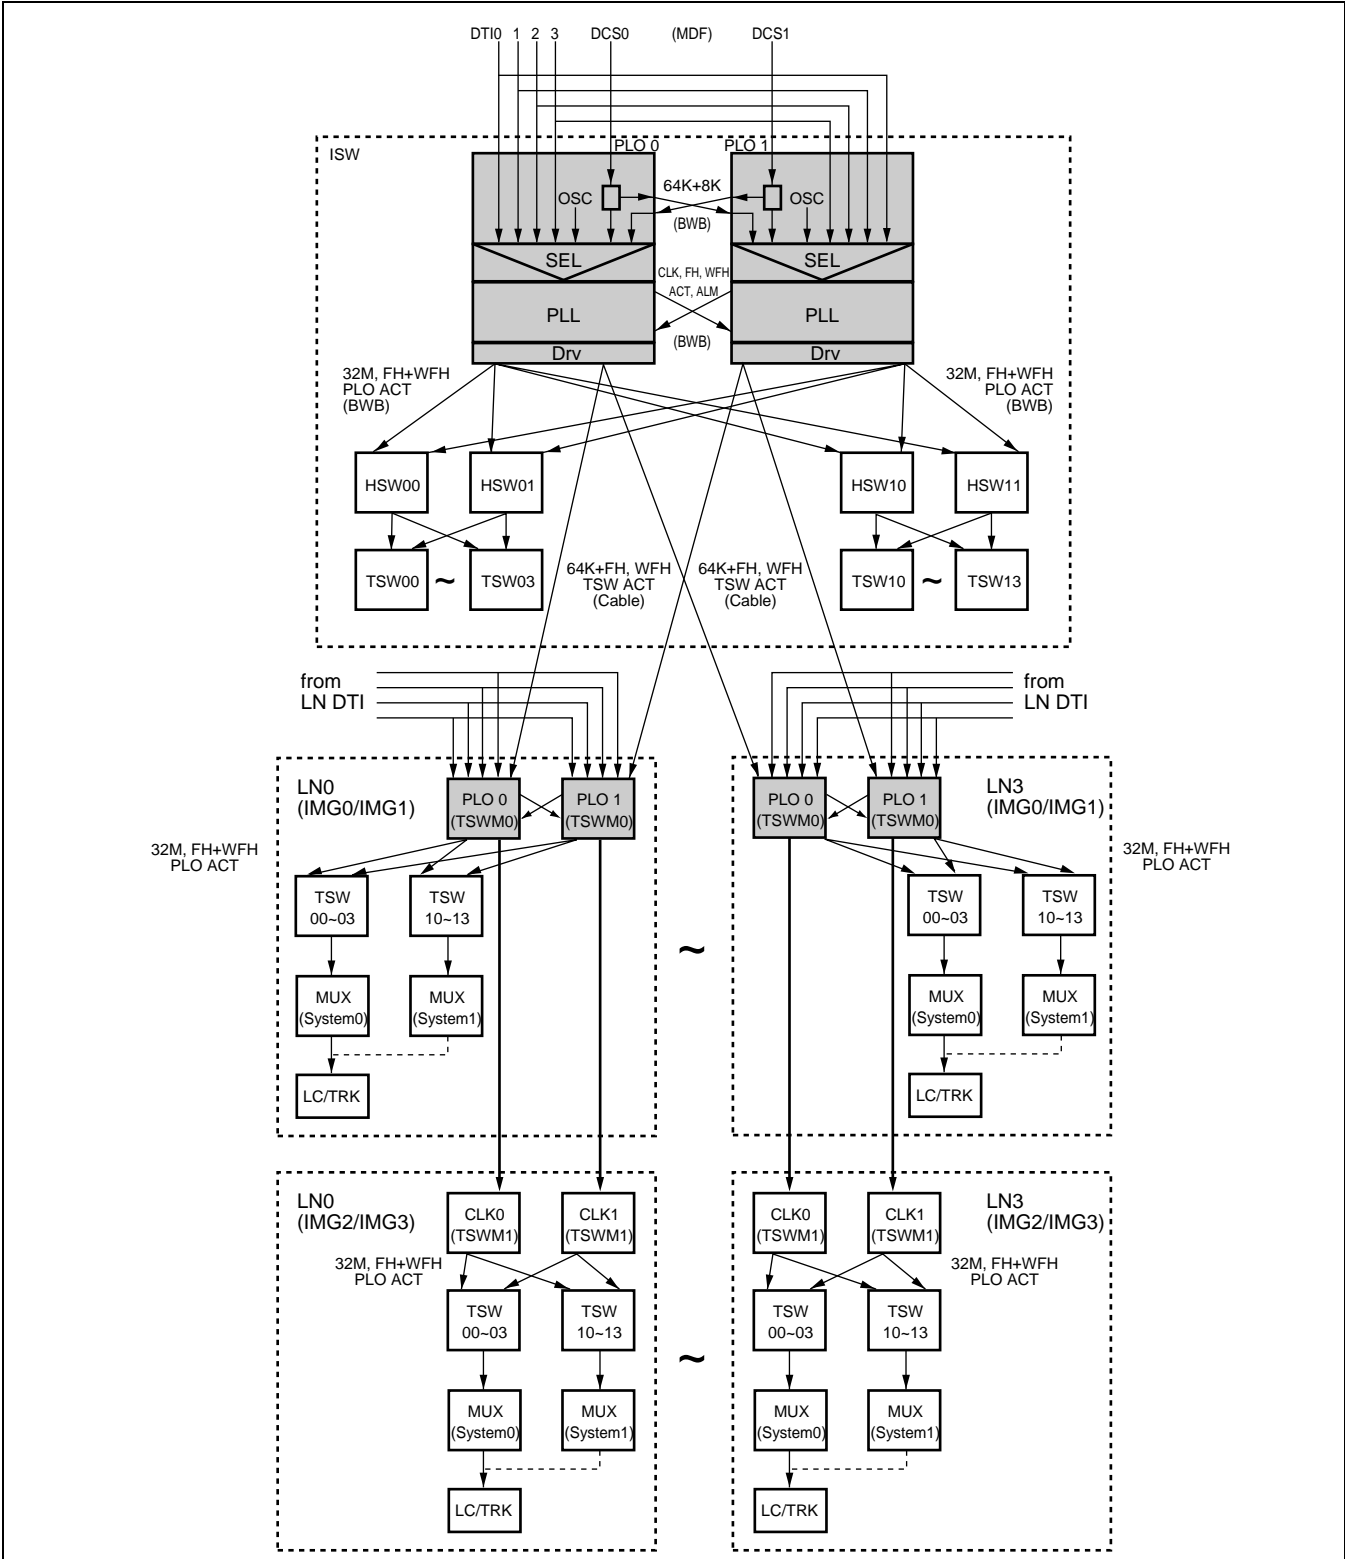 DTI0 1 2 3 DCS0 (MDF) DCS1
ISW
PLO 0 PLO 1
64K+8K
OSC OSC
(BWB)
SEL SEL
CLK, FH, WFH
ACT, ALM
PLL PLL
(BWB)
Drv Drv
32M, FH+WFH
PLO ACT
(BWB)
32M, FH+WFH
PLO ACT
(BWB)
HSW00 HSW01 HSW10 HSW11
TSW00 ~ TSW03 TSW10 ~ TSW13
64K+FH, WFH
TSW ACT
(Cable)
64K+FH, WFH
TSW ACT
(Cable)
from
LN DTI
from
LN DTI
LN0
(IMG0/IMG1)
PLO 0
(TSWM0)
PLO 1
(TSWM0)
PLO 0
(TSWM0)
PLO 1
(TSWM0)
LN3
(IMG0/IMG1)
32M, FH+WFH
PLO ACT
32M, FH+WFH
PLO ACT
TSW
00~03
TSW
10~13
TSW
00~03
TSW
10~13
~
MUX
(System0)
MUX
(System1)
MUX
(System0)
MUX
(System1)
LC/TRK LC/TRK
LN0
(IMG2/IMG3)
CLK0
(TSWM1)
CLK1
(TSWM1)
CLK0
(TSWM1)
CLK1
(TSWM1)
LN3
(IMG2/IMG3)
32M, FH+WFH
PLO ACT
32M, FH+WFH
PLO ACT
TSW
00~03
TSW
10~13
TSW
00~03
TSW
10~13
~
MUX
(System0)
MUX
(System1)
MUX
(System0)
MUX
(System1)
LC/TRK LC/TRK